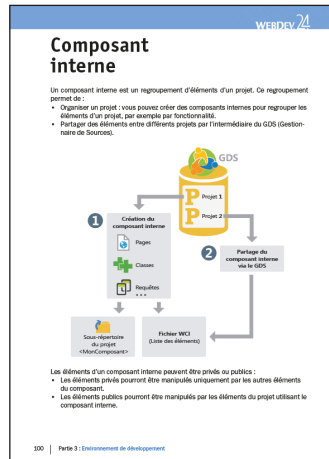 WEBDEV 24
Composant
interne
Un composant interne est un regroupement d'éléments d'un projet. Ce regroupement
permet de :
• Organiser un projet : vous pouvez créer des composants internes pour regrouper les
éléments d'un projet, par exemple par fonctionnalité.
• Partager des éléments entre différents projets par l'intermédiaire du GDS (Gestion-
naire de Sources).
GDS
Projet 1
Projet 2
1
Création du
composant interne
Pages
Classes
Requêtes
• • •
2
Partage du
composant interne
via le GDS
Sous-répertoire
du projet
<MonComposant>
Fichier WCI
(Liste des éléments)
Les éléments d'un composant interne peuvent être privés ou publics :
• Les éléments privés pourront être manipulés uniquement par les autres éléments
du composant.
• Les éléments publics pourront être manipulés par les éléments du projet utilisant le
composant interne.
100 | Partie 3 : Environnement de développement